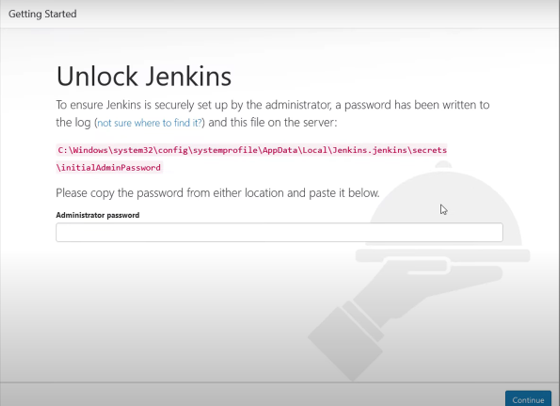 Getting Started
Unlock Jenkins
To ensure Jenkins is securely set up by the administrator, a password has been written to
the log (not sure where to find it?) and this file on the server:
C:\Windows\system32\config\systemprofile\AppData\Local\Jenkins.jenkins\secrets
\initialAdminPassword
Please copy the password from either location and paste it below.
Administrator password
Continue